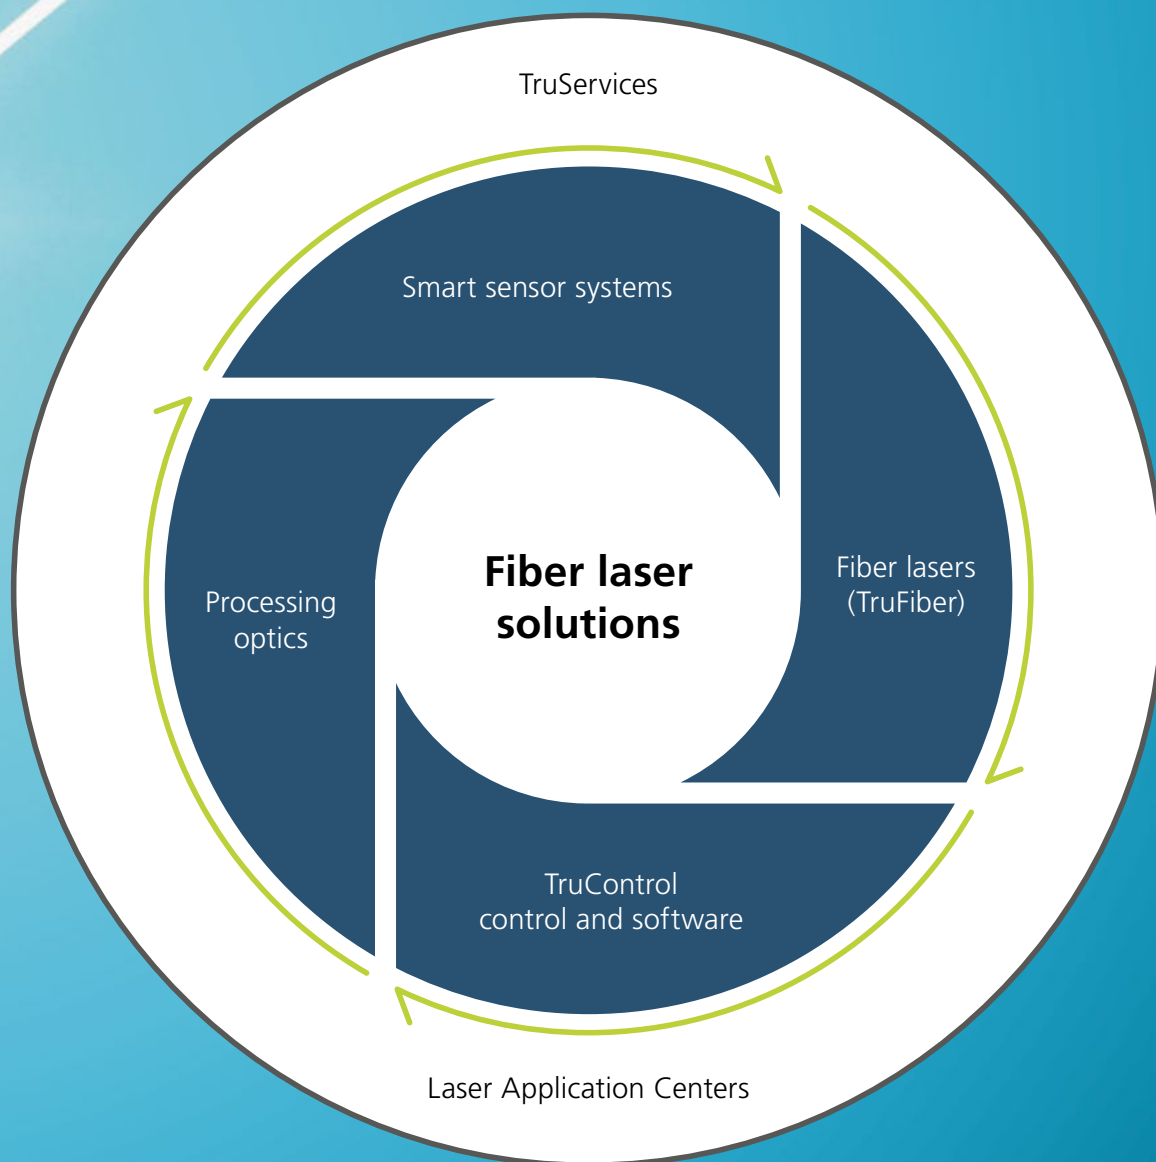 TruServices
Smart sensor systems
Fiber laser
solutions
Fiber lasers
(TruFiber)
Processing
optics
TruControl
control and software
Laser Application Centers